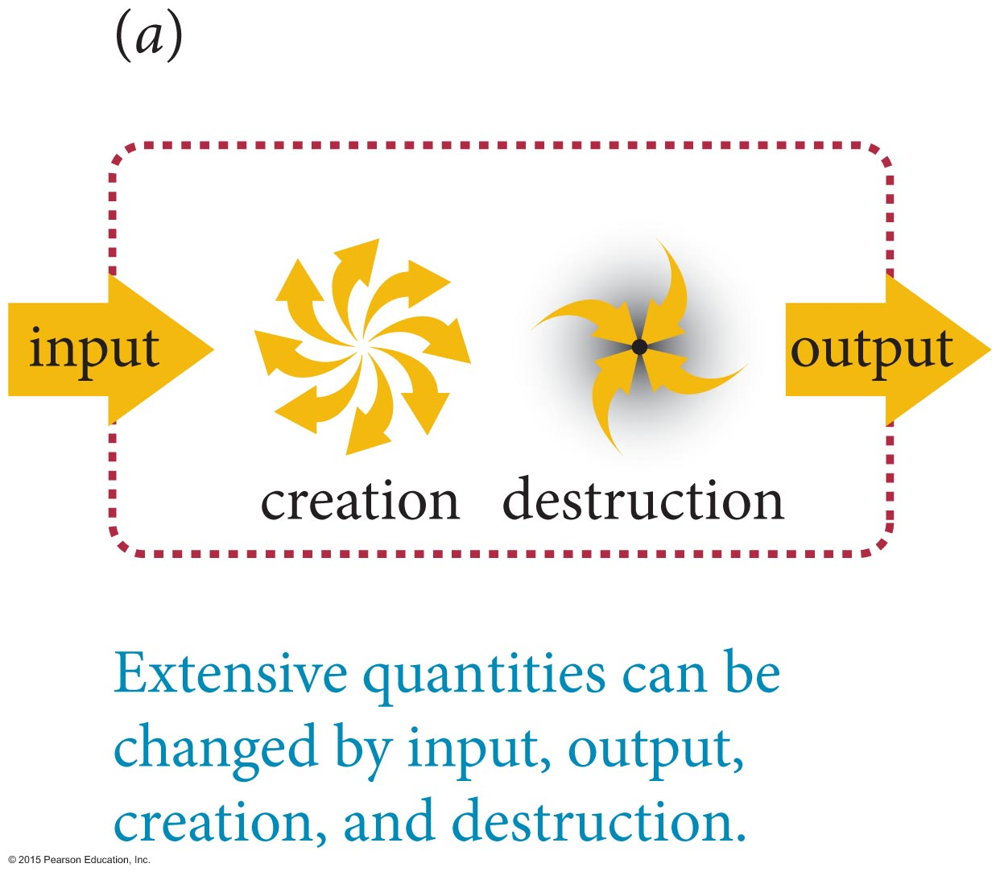 (a)
input
output
creation
destruction
Extensive quantities can be
changed by input, output,
creation, and destruction.
© 2015 Pearson Education, Inc.